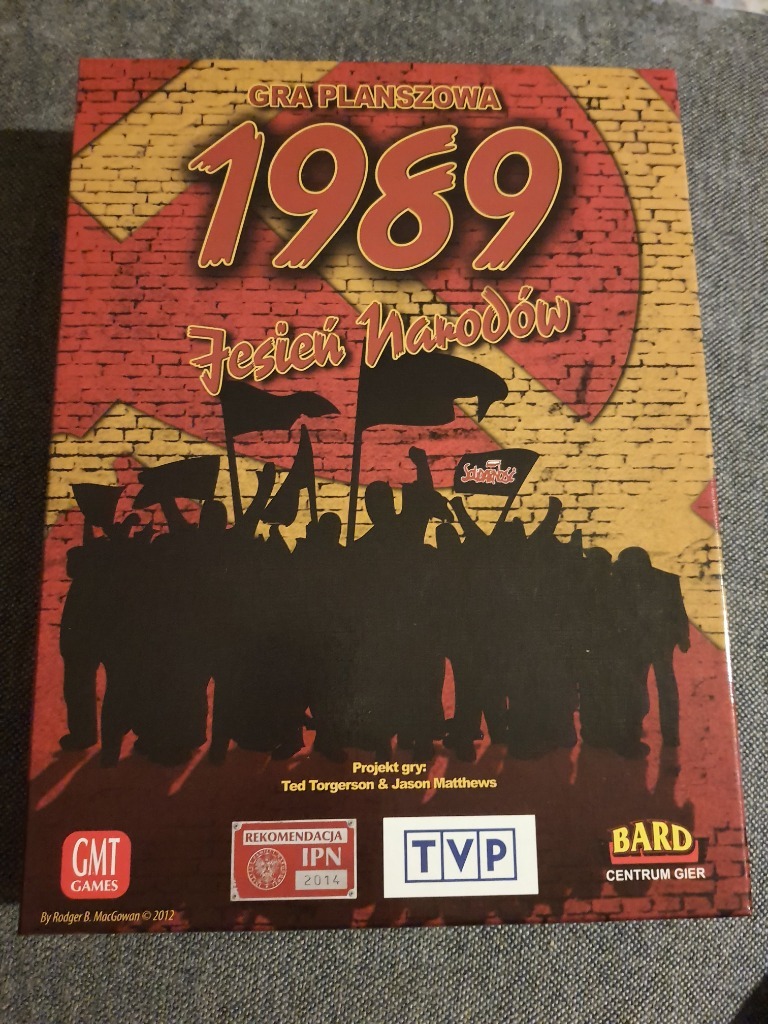 GRA PLANSZOWA
1989
Jesień Narodów
Solidarność
Projekt gry:
Ted Torgerson & Jason Matthews
GMT
GAMES
REKOMENDACJA
IPN
2014
TVP
BARD
CENTRUM GIER
By Rodger B. MacGowan © 2012